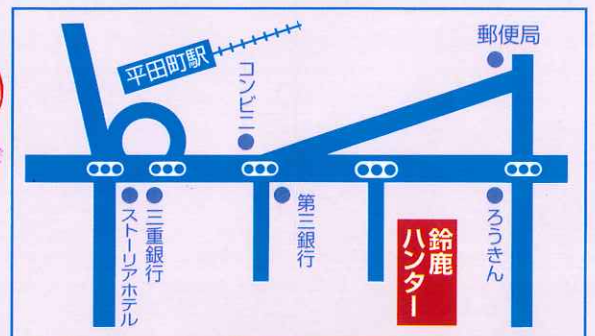 平田町駅
コンビニ
郵便局
ストーリアホテル
三重銀行
第三銀行
鈴鹿
ハンター
ろうきん